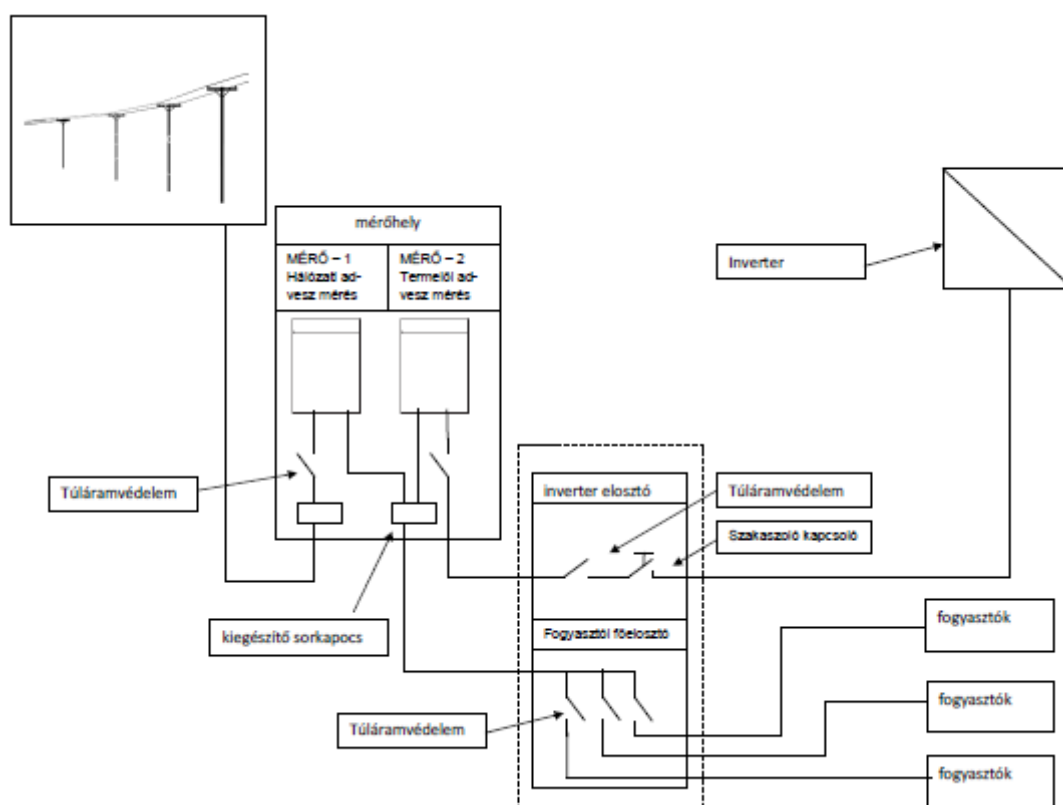 mérőhely
MÉRŐ – 1
Hálózati ad-
vesz mérés
MÉRŐ – 2
Termelői ad-
vesz mérés
Inverter
Túláramvédelem
inverter elosztó
Túláramvédelem
Szakaszoló kapcsoló
kiegészítő sorkapocs
Fogyasztói főelosztó
fogyasztók
fogyasztók
Túláramvédelem
fogyasztók